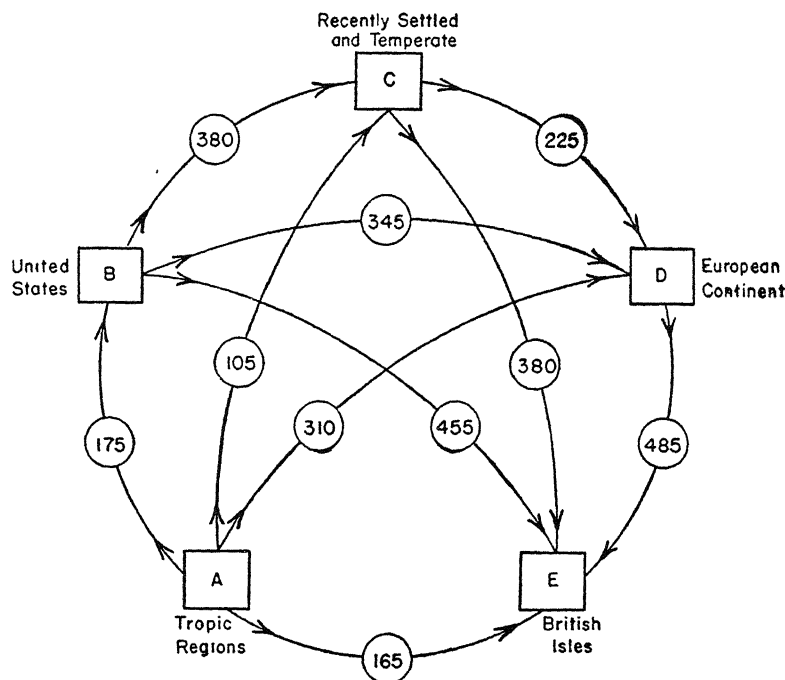 Recently Settled
and Temperate
C
380
225
345
United
States
B
D
European
Continent
105
380
310
455
175
485
A
E
Tropic
Regions
British
Isles
165